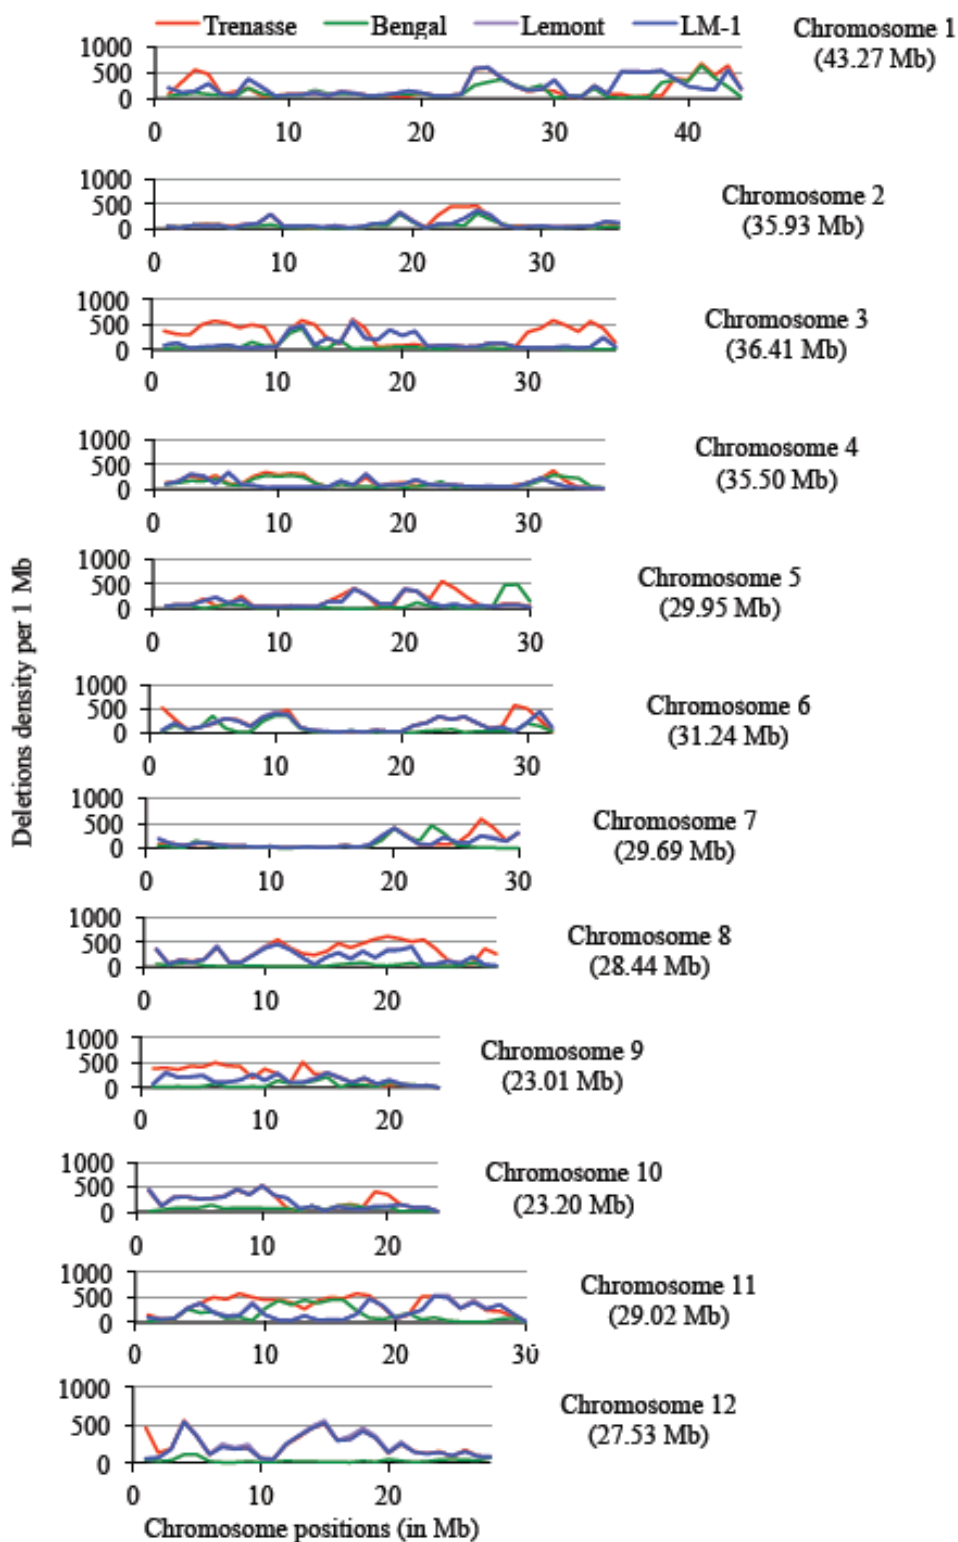 Trenasse Bengal Lemont LM-1
Chromosome 1
(43.27 Mb)
1000
500
0
0 10 20 30 40
Chromosome 2
(35.93 Mb)
1000
500
0
0 10 20 30
Chromosome 3
(36.41 Mb)
1000
500
0
0 10 20 30
Chromosome 4
(35.50 Mb)
1000
500
0
0 10 20 30
Chromosome 5
(29.95 Mb)
1000
500
0
0 10 20 30
Chromosome 6
(31.24 Mb)
1000
500
0
0 10 20 30
Chromosome 7
(29.69 Mb)
1000
500
0
0 10 20 30
Chromosome 8
(28.44 Mb)
1000
500
0
0 10 20
Chromosome 9
(23.01 Mb)
1000
500
0
0 10 20
Chromosome 10
(23.20 Mb)
1000
500
0
0 10 20
Chromosome 11
(29.02 Mb)
1000
500
0
0 10 20 30
Chromosome 12
(27.53 Mb)
1000
500
0
0 10 20
Deletions density per 1 Mb
Chromosome positions (in Mb)